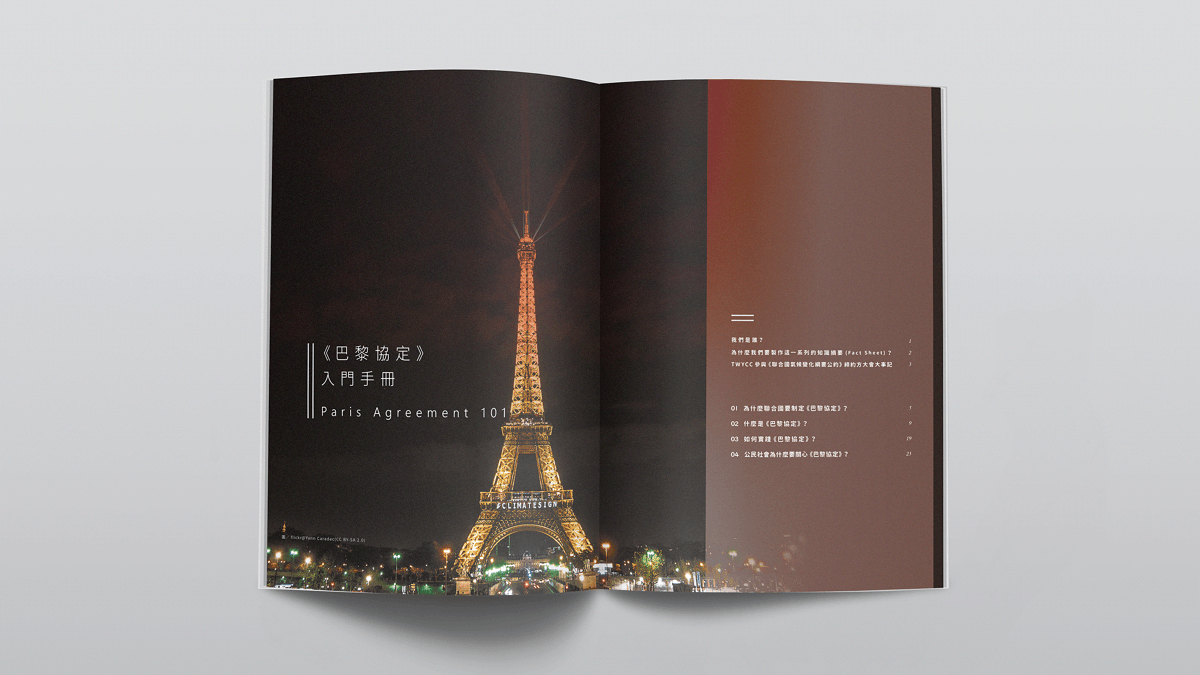 《巴黎協定》
入門手冊
Paris Agreement 101
#CLIMATESIGN
圖／flickr@Yann Caradec(CC BY-SA 2.0)
我們是誰？ 1
為什麼我們要製作這一系列的知識摘要 (Fact Sheet)？ 2
TWYCC 參與《聯合國氣候變化綱要公約》締約方大會大事記 3
01 為什麼聯合國要制定《巴黎協定》？
02 什麼是《巴黎協定》？ 9
03 如何實踐《巴黎協定》？ 19
04 公民社會為什麼要關心《巴黎協定》？